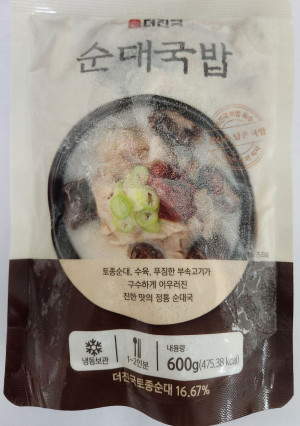 더진국
순대국밥
토종순대, 수육, 푸짐한 부속고기가
구수하게 어우러진
진한 맛의 정통 순대국
냉동보관
1~2인분
내용량
600g(475.38 kcal)
더진국토종순대 16.67%